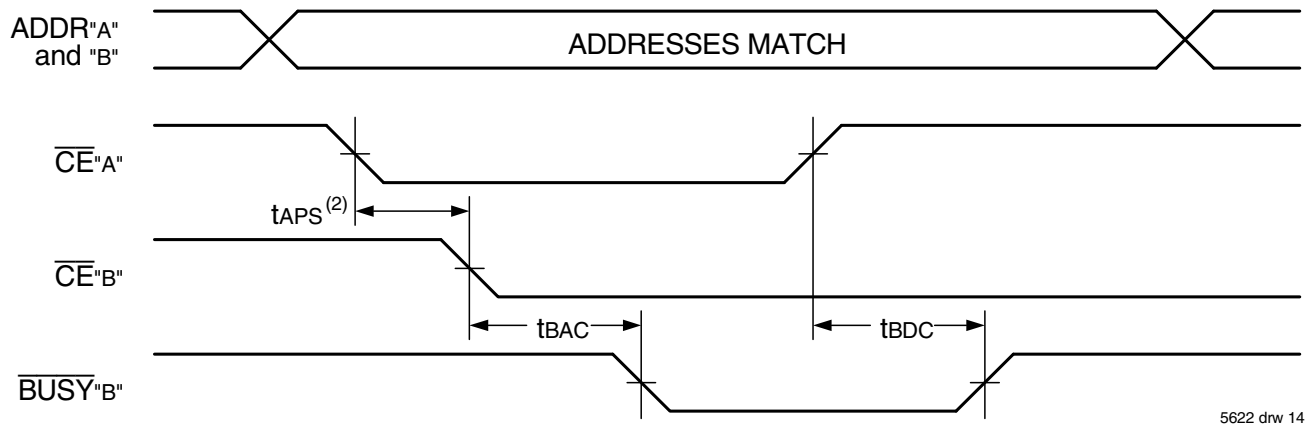 ADDR"A"
and "B"
ADDRESSES MATCH
CE"A"
tAPS(2)
CE"B"
tBAC
tBDC
BUSY"B"
5622 drw 14